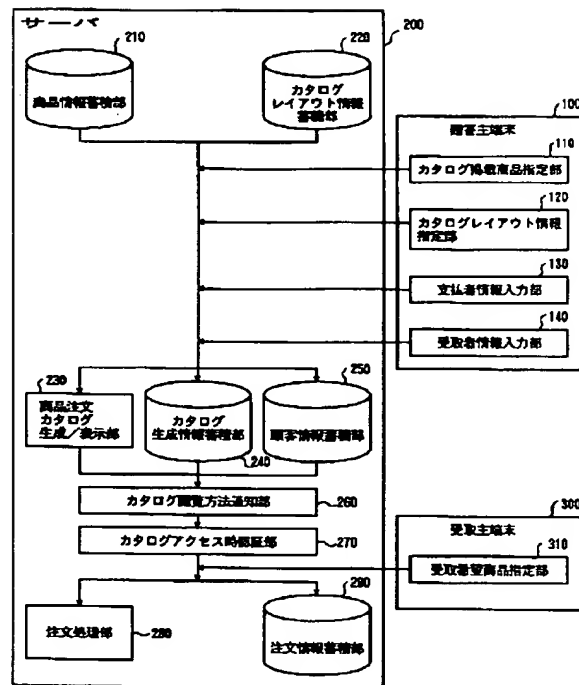 サーバ
200
210
商品情報蓄積部
220
カタログ
レイアウト情報
蓄積部
100
贈答主端末
110
カタログ掲載商品指定部
120
カタログレイアウト情報
指定部
130
支払者情報入力部
140
受取者情報入力部
230
商品注文
カタログ
生成/表示部
カタログ
生成情報蓄積部
240
250
顧客情報蓄積部
カタログ閲覧方法通知部
260
カタログアクセス時認証部
270
300
受取主端末
310
受取希望商品指定部
注文処理部
280
290
注文情報蓄積部